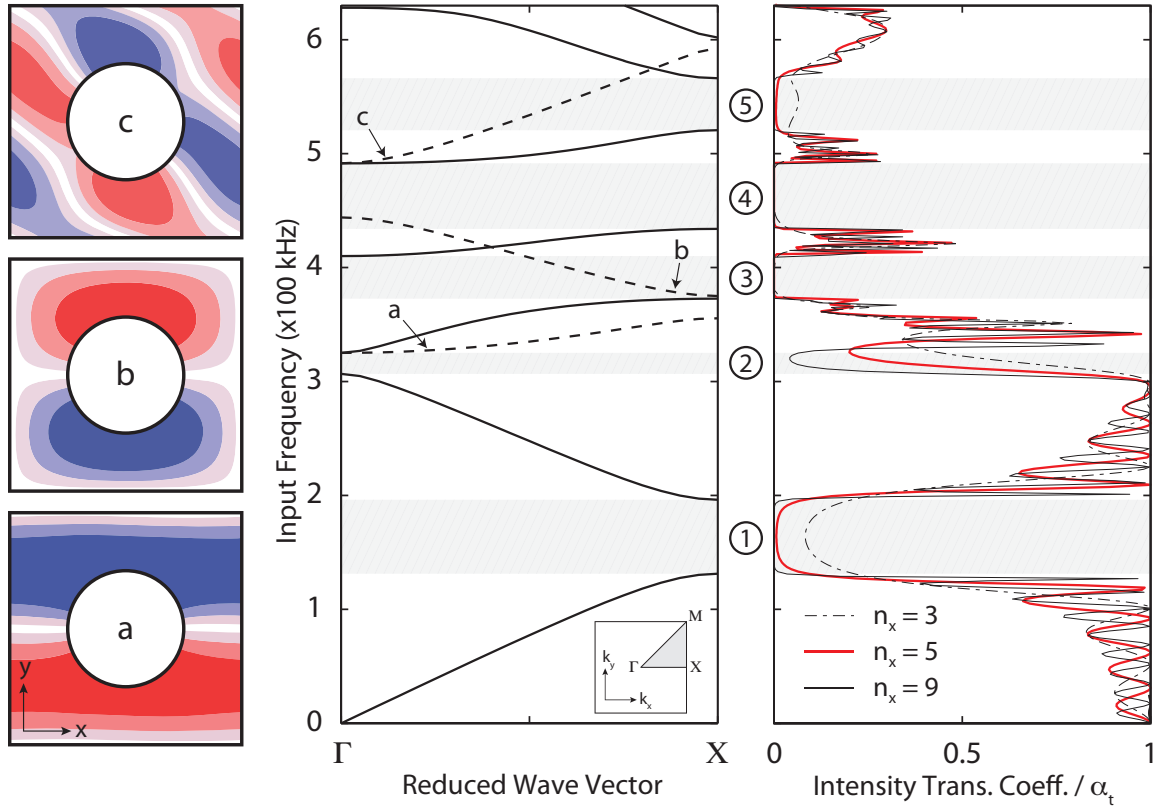 c
b
a
y
x
Input Frequency (x100 kHz)
6
5
4
3
2
1
0
c
b
a
M
Γ
X
k_y
k_x
Γ
X
Reduced Wave Vector
5
4
3
2
1
n_x = 3
n_x = 5
n_x = 9
0
0.5
1
Intensity Trans. Coeff. / α_t